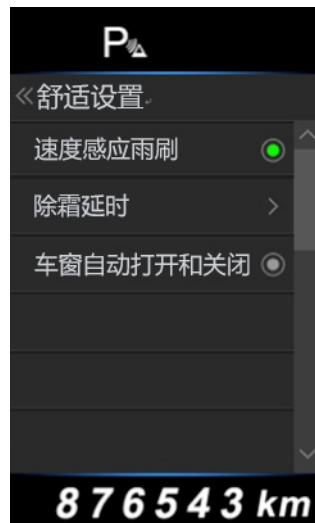 P
舒适设置
速度感应雨刷
除霜延时
车窗自动打开和关闭
876543 km